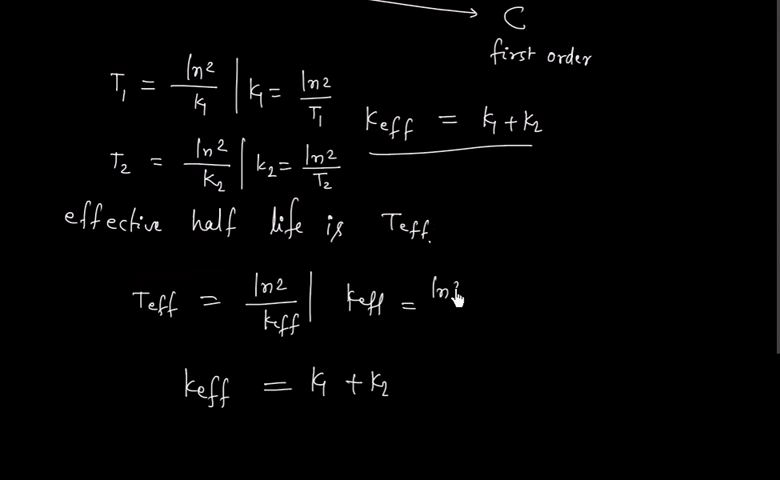 C
first order
T₁ = ln2/k₁ | k₁ = ln2/T₁
keff = k₁ + k₂
T₂ = ln2/k₂ | k₂ = ln2/T₂
effective half life is Teff.
Teff = ln2/keff | keff = ln2
keff = k₁ + k₂